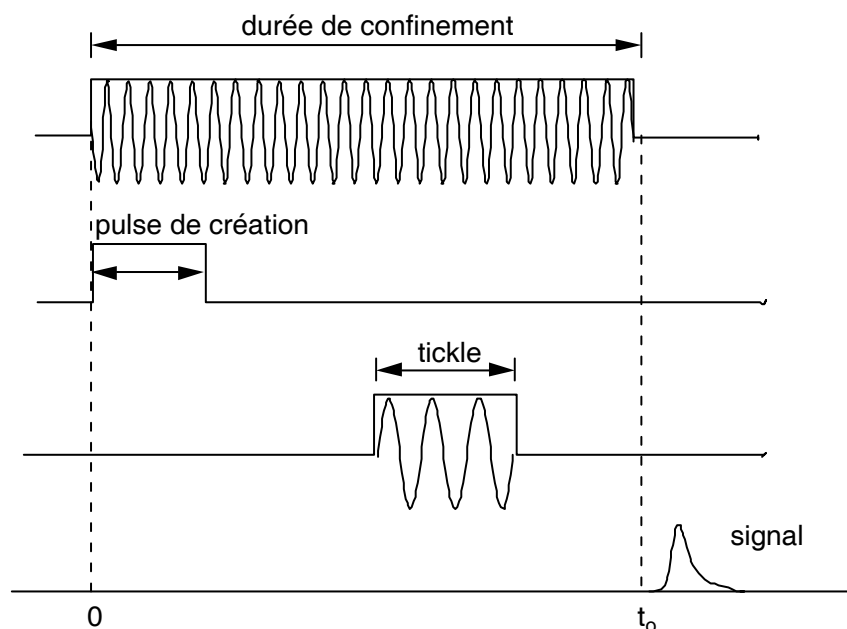 durée de confinement
pulse de création
tickle
signal
0
t₀